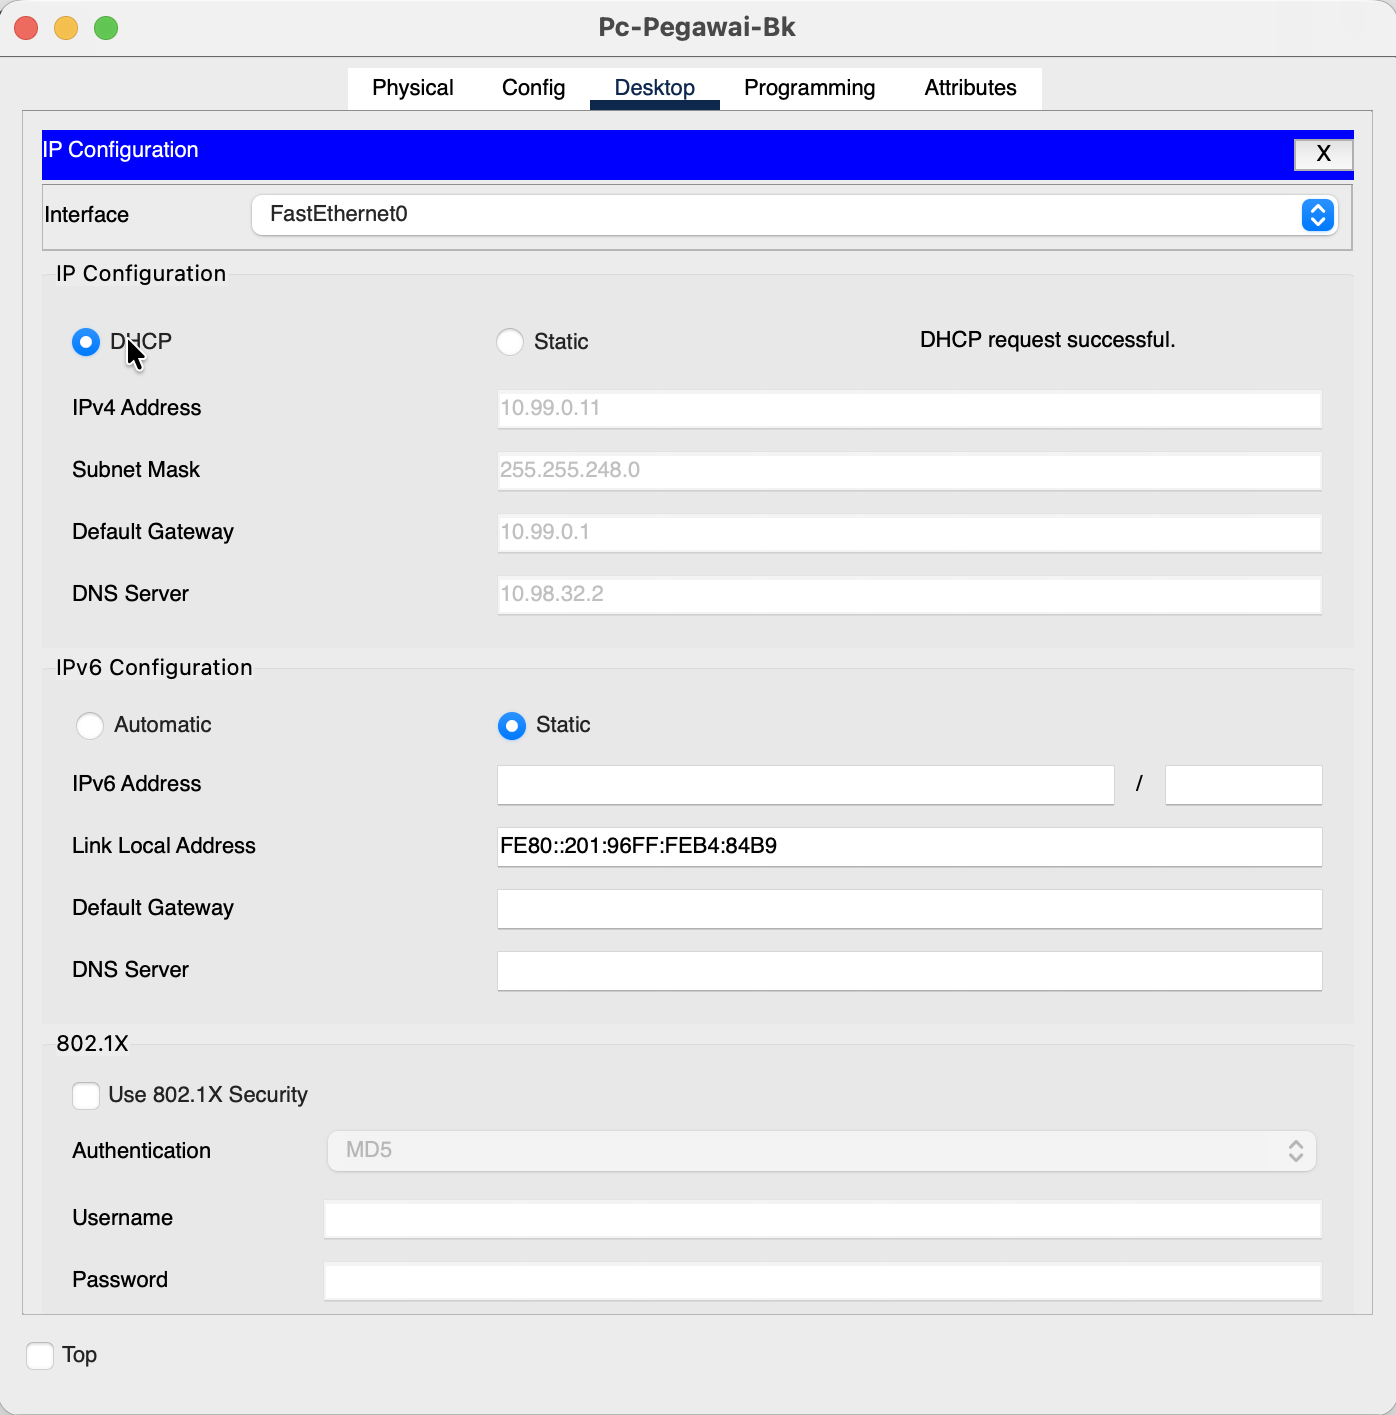 Pc-Pegawai-Bk
Physical Config Desktop Programming Attributes
IP Configuration X
Interface FastEthernet0
IP Configuration
DHCP Static DHCP request successful.
IPv4 Address 10.99.0.11
Subnet Mask 255.255.248.0
Default Gateway 10.99.0.1
DNS Server 10.98.32.2
IPv6 Configuration
Automatic Static
IPv6 Address /
Link Local Address FE80::201:96FF:FEB4:84B9
Default Gateway
DNS Server
802.1X
Use 802.1X Security
Authentication MD5
Username
Password
Top